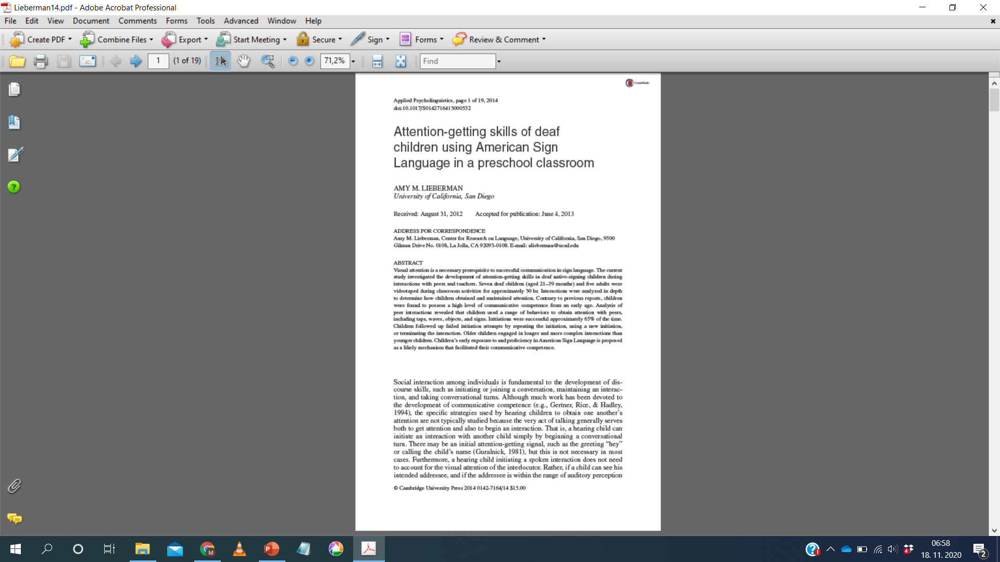 Lieberman14.pdf - Adobe Acrobat Professional
File Edit View Document Comments Forms Tools Advanced Window Help
Create PDF Combine Files Export Start Meeting Secure Sign Forms Review & Comment
1 (1 of 19) 71,2% Find
CrossMark
Applied Psycholinguistics, page 1 of 19, 2014
doi:10.1017/S0142716413000532
Attention-getting skills of deaf
children using American Sign
Language in a preschool classroom
AMY M. LIEBERMAN
University of California, San Diego
Received: August 31, 2012 Accepted for publication: June 4, 2013
ADDRESS FOR CORRESPONDENCE
Amy M. Lieberman, Center for Research on Language, University of California, San Diego, 9500
Gilman Drive No. 0108, La Jolla, CA 92093-0108. E-mail: alieberman@ucsd.edu
ABSTRACT
Visual attention is a necessary prerequisite to successful communication in sign language. The current
study investigated the development of attention-getting skills in deaf native-signing children during
interactions with peers and teachers. Seven deaf children (aged 21–39 months) and five adults were
videotaped during classroom activities for approximately 30 hr. Interactions were analyzed in depth
to determine how children obtained and maintained attention. Contrary to previous reports, children
were found to possess a high level of communicative competence from an early age. Analysis of
peer interactions revealed that children used a range of behaviors to obtain attention with peers,
including taps, waves, objects, and signs. Initiations were successful approximately 65% of the time.
Children followed up failed initiation attempts by repeating the initiation, using a new initiation,
or terminating the interaction. Older children engaged in longer and more complex interactions than
younger children. Children's early exposure to and proficiency in American Sign Language is proposed
as a likely mechanism that facilitated their communicative competence.
Social interaction among individuals is fundamental to the development of dis-
course skills, such as initiating or joining a conversation, maintaining an interac-
tion, and taking conversational turns. Although much work has been devoted to
the development of communicative competence (e.g., Gertner, Rice, & Hadley,
1994), the specific strategies used by hearing children to obtain one another's
attention are not typically studied because the very act of talking generally serves
both to get attention and also to begin an interaction. That is, a hearing child can
initiate an interaction with another child simply by beginning a conversational
turn. There may be an initial attention-getting signal, such as the greeting “hey”
or calling the child's name (Guralnick, 1981), but this is not necessary in most
cases. Furthermore, a hearing child initiating a spoken interaction does not need
to account for the visual attention of the interlocutor. Rather, if a child can see his
intended addressee, and if the addressee is within the range of auditory perception
© Cambridge University Press 2014 0142-7164/14 $15.00
06:58
18. 11. 2020
2